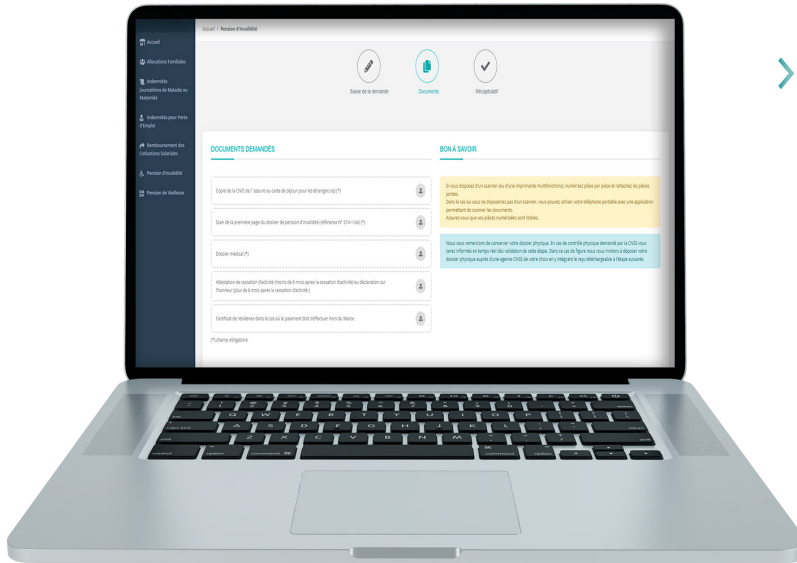 Accueil / Pension d'Invalidité
Accueil
Allocations Familiales
Indemnités
Journalières de Maladie ou
Maternité
Indemnités pour Perte
d'Emploi
Remboursement des
Cotisations Salariales
Pension d'Invalidité
Pension de Vieillesse
Saisie de la demande
Documents
Récapitulatif
DOCUMENTS DEMANDÉS
Copie de la CNIE de l'assuré ou carte de séjour pour les étrangers (e) (*)
Scan de la première page du dossier de pension d'invalidité (référence N° 314-1-04) (*)
Dossier médical (*)
Attestation de cessation d'activité (moins de 6 mois apres la cessation d'activité) ou déclaration sur
l'honneur (plus de 6 mois apres la cessation d'activité )
Certificat de résidence dans le cas où le paiement doit s'effectuer hors du Maroc
(*) champ obligatoire
BON À SAVOIR
Si vous disposez d'un scanner (ou d'une imprimante multifonctions), numérisez pièce par pièce et rattachez les pièces
jointes.
Dans le cas où vous ne disposerez pas d'un scanner, vous pouvez utiliser votre téléphone portable avec une application
permettant de scanner les documents.
Assurez-vous que vos pièces numérisées sont lisibles.
Nous vous remercions de conserver votre dossier physique. En cas de contrôle physique demandé par la CNSS vous
serez informés en temps réel dès validation de cette étape. Dans ce cas de figure nous vous invitons à déposer votre
dossier physique auprès d'une agence CNSS de votre choix en y intégrant le reçu téléchargeable à l'étape suivante.
Q W E R T Y U I O P
A S D F G H J K L
Z X C V B N M
control option command ⌘ command option